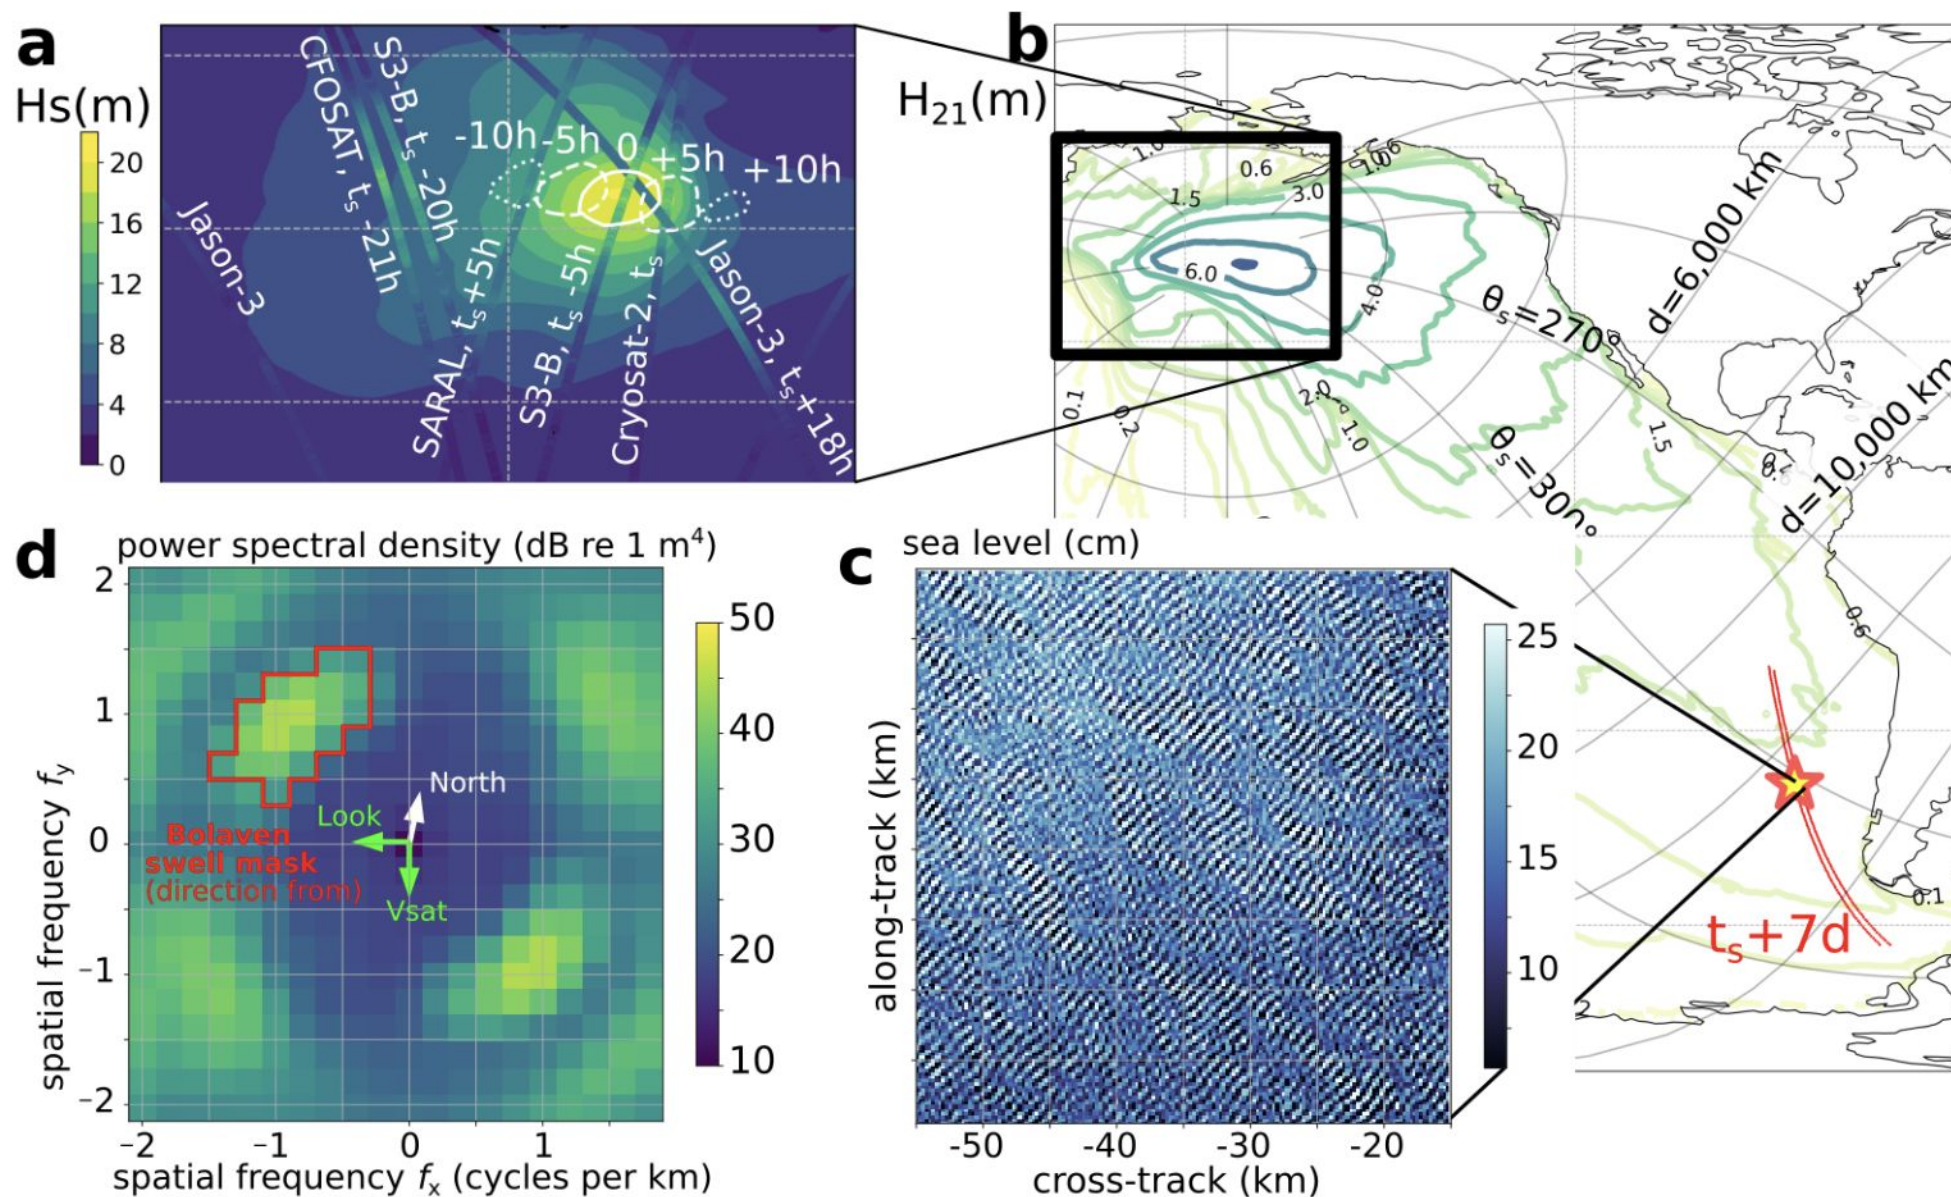 a
Hs(m)
20
16
12
8
4
0
Jason-3
CFOSAT, tₛ -21h
S3-B, tₛ -20h
-10h
-5h
0
+5h
+10h
SARAL, tₛ+5h
S3-B, tₛ -5h
Cryosat-2, tₛ
Jason-3, tₛ+18h
b
H₂₁(m)
1.0
0.6
1.5
3.0
6.0
4.0
2.0
1.0
0.1
0.2
1.5
0.6
0.1
d=6,000 km
θₛ=270°
θₛ=300°
d=10,000 km
tₛ+7d
d
power spectral density (dB re 1 m⁴)
2
1
0
−1
−2
spatial frequency fᵧ
North
Look
Vsat
Bolaven
swell mask
(direction from)
−2
−1
0
1
spatial frequency fₓ (cycles per km)
50
40
30
20
10
c
sea level (cm)
along-track (km)
-50
-40
-30
-20
cross-track (km)
25
20
15
10